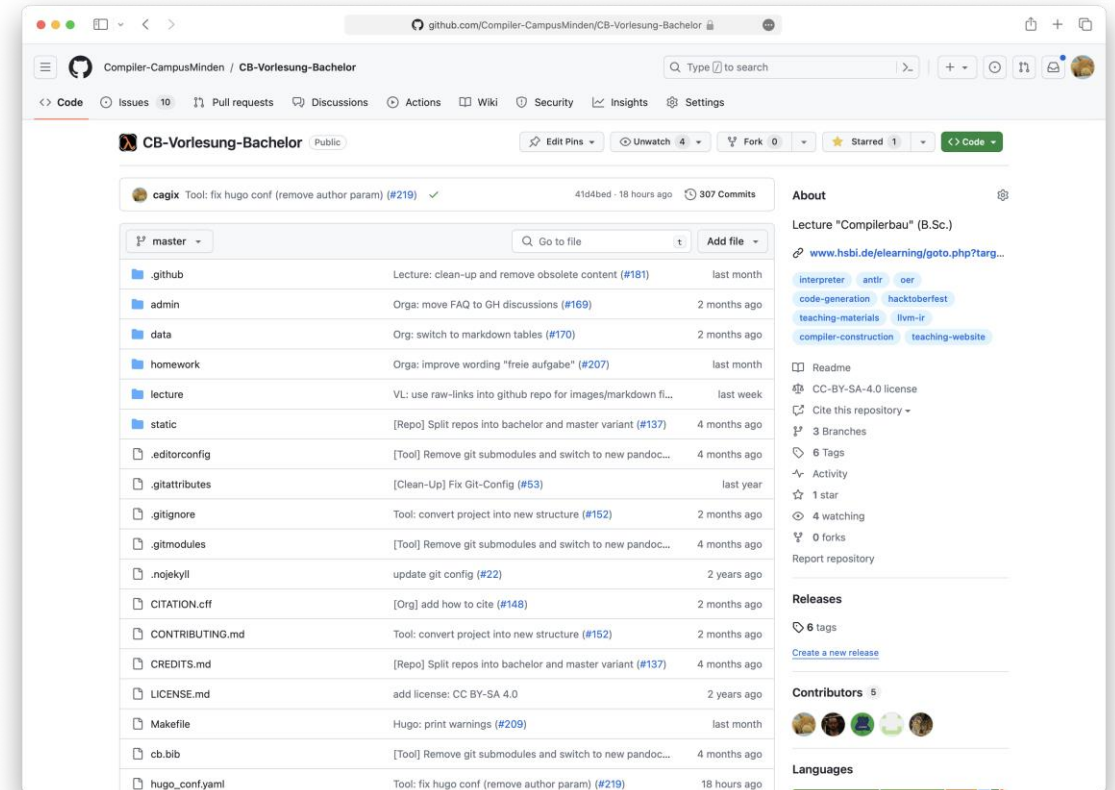 github.com/Compiler-CampusMinden/CB-Vorlesung-Bachelor
Compiler-CampusMinden / CB-Vorlesung-Bachelor
Type / to search
Code Issues 10 Pull requests Discussions Actions Wiki Security Insights Settings
CB-Vorlesung-Bachelor Public
Edit Pins Unwatch 4 Fork 0 Starred 1 <> Code
cagix Tool: fix hugo conf (remove author param) (#219) 41d4bed · 18 hours ago 307 Commits
master Go to file t Add file
.github Lecture: clean-up and remove obsolete content (#181) last month
admin Orga: move FAQ to GH discussions (#169) 2 months ago
data Org: switch to markdown tables (#170) 2 months ago
homework Orga: improve wording "freie aufgabe" (#207) last month
lecture VL: use raw-links into github repo for images/markdown fi... last week
static [Repo] Split repos into bachelor and master variant (#137) 4 months ago
.editorconfig [Tool] Remove git submodules and switch to new pandoc... 4 months ago
.gitattributes [Clean-Up] Fix Git-Config (#53) last year
.gitignore Tool: convert project into new structure (#152) 2 months ago
.gitmodules [Tool] Remove git submodules and switch to new pandoc... 4 months ago
.nojekyll update git config (#22) 2 years ago
CITATION.cff [Org] add how to cite (#148) 2 months ago
CONTRIBUTING.md Tool: convert project into new structure (#152) 2 months ago
CREDITS.md [Repo] Split repos into bachelor and master variant (#137) 4 months ago
LICENSE.md add license: CC BY-SA 4.0 2 years ago
Makefile Hugo: print warnings (#209) last month
cb.bib [Tool] Remove git submodules and switch to new pandoc... 4 months ago
hugo_conf.yaml Tool: fix hugo conf (remove author param) (#219) 18 hours ago
About
Lecture "Compilerbau" (B.Sc.)
www.hsbi.de/elearning/goto.php?targ...
interpreter antlr oer
code-generation hacktoberfest
teaching-materials llvm-ir
compiler-construction teaching-website
Readme
CC-BY-SA-4.0 license
Cite this repository
3 Branches
6 Tags
Activity
1 star
4 watching
0 forks
Report repository
Releases
6 tags
Create a new release
Contributors 5
Languages